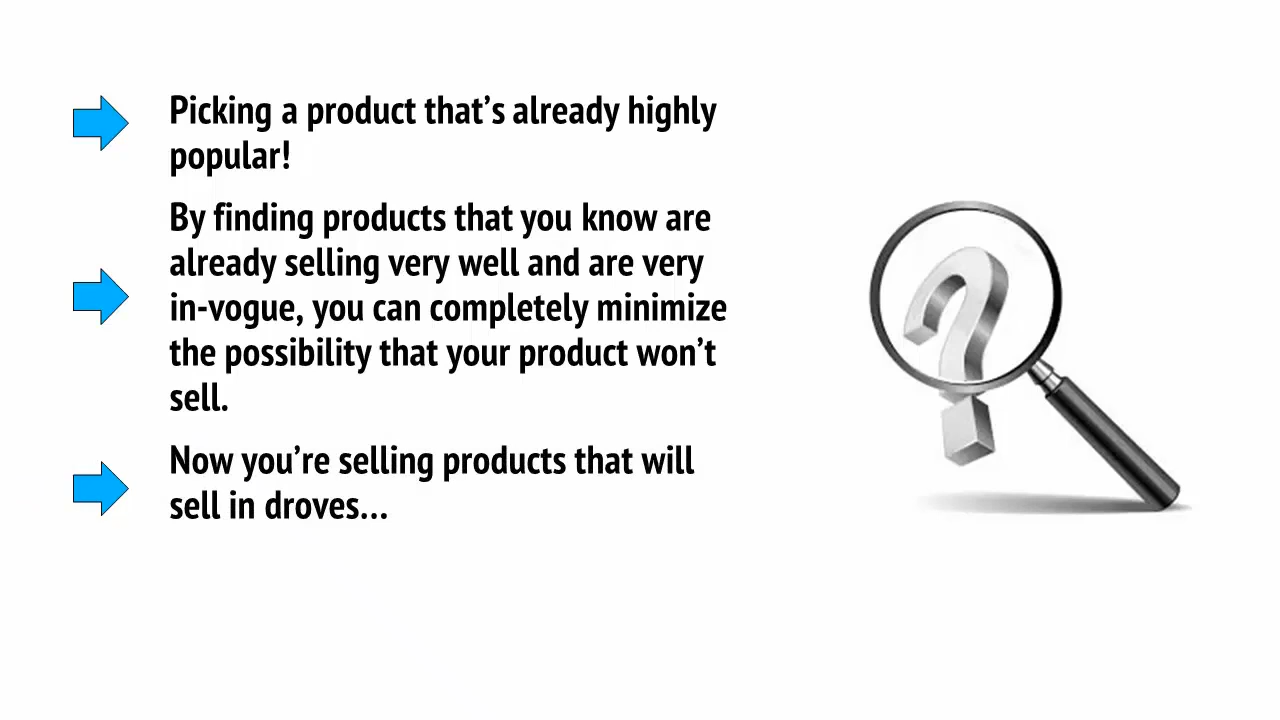 Picking a product that’s already highly
popular!
By finding products that you know are
already selling very well and are very
in-vogue, you can completely minimize
the possibility that your product won’t
sell.
Now you’re selling products that will
sell in droves…